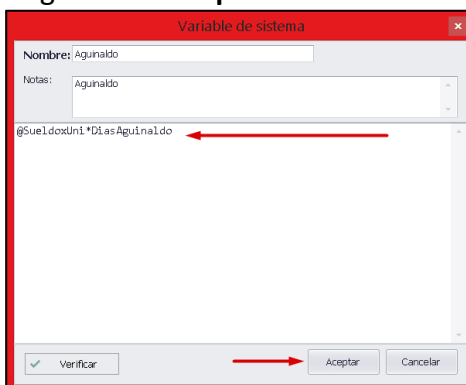 Variable de sistema
Nombre: Aguinaldo
Notas: Aguinaldo
@SueldoxUni*DiasAguinaldo
Verificar Aceptar Cancelar